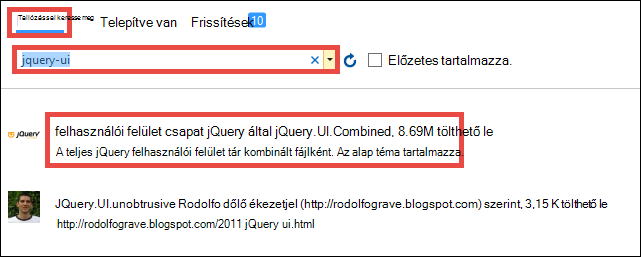 Tallózással keresse meg
Telepítve van
Frissítések 10
jquery-ui
Előzetes tartalmazza.
jQuery
felhasználói felület csapat jQuery által jQuery.UI.Combined, 8.69M tölthető le
A teljes jQuery felhasználói felület tár kombinált fájlként. Az alap téma tartalmazza.
JQuery.UI.unobtrusive Rodolfo dőlő ékezetjel (http://rodolfograve.blogspot.com) szerint, 3,15 K tölthető le
http://rodolfograve.blogspot.com/2011 jQuery ui.html